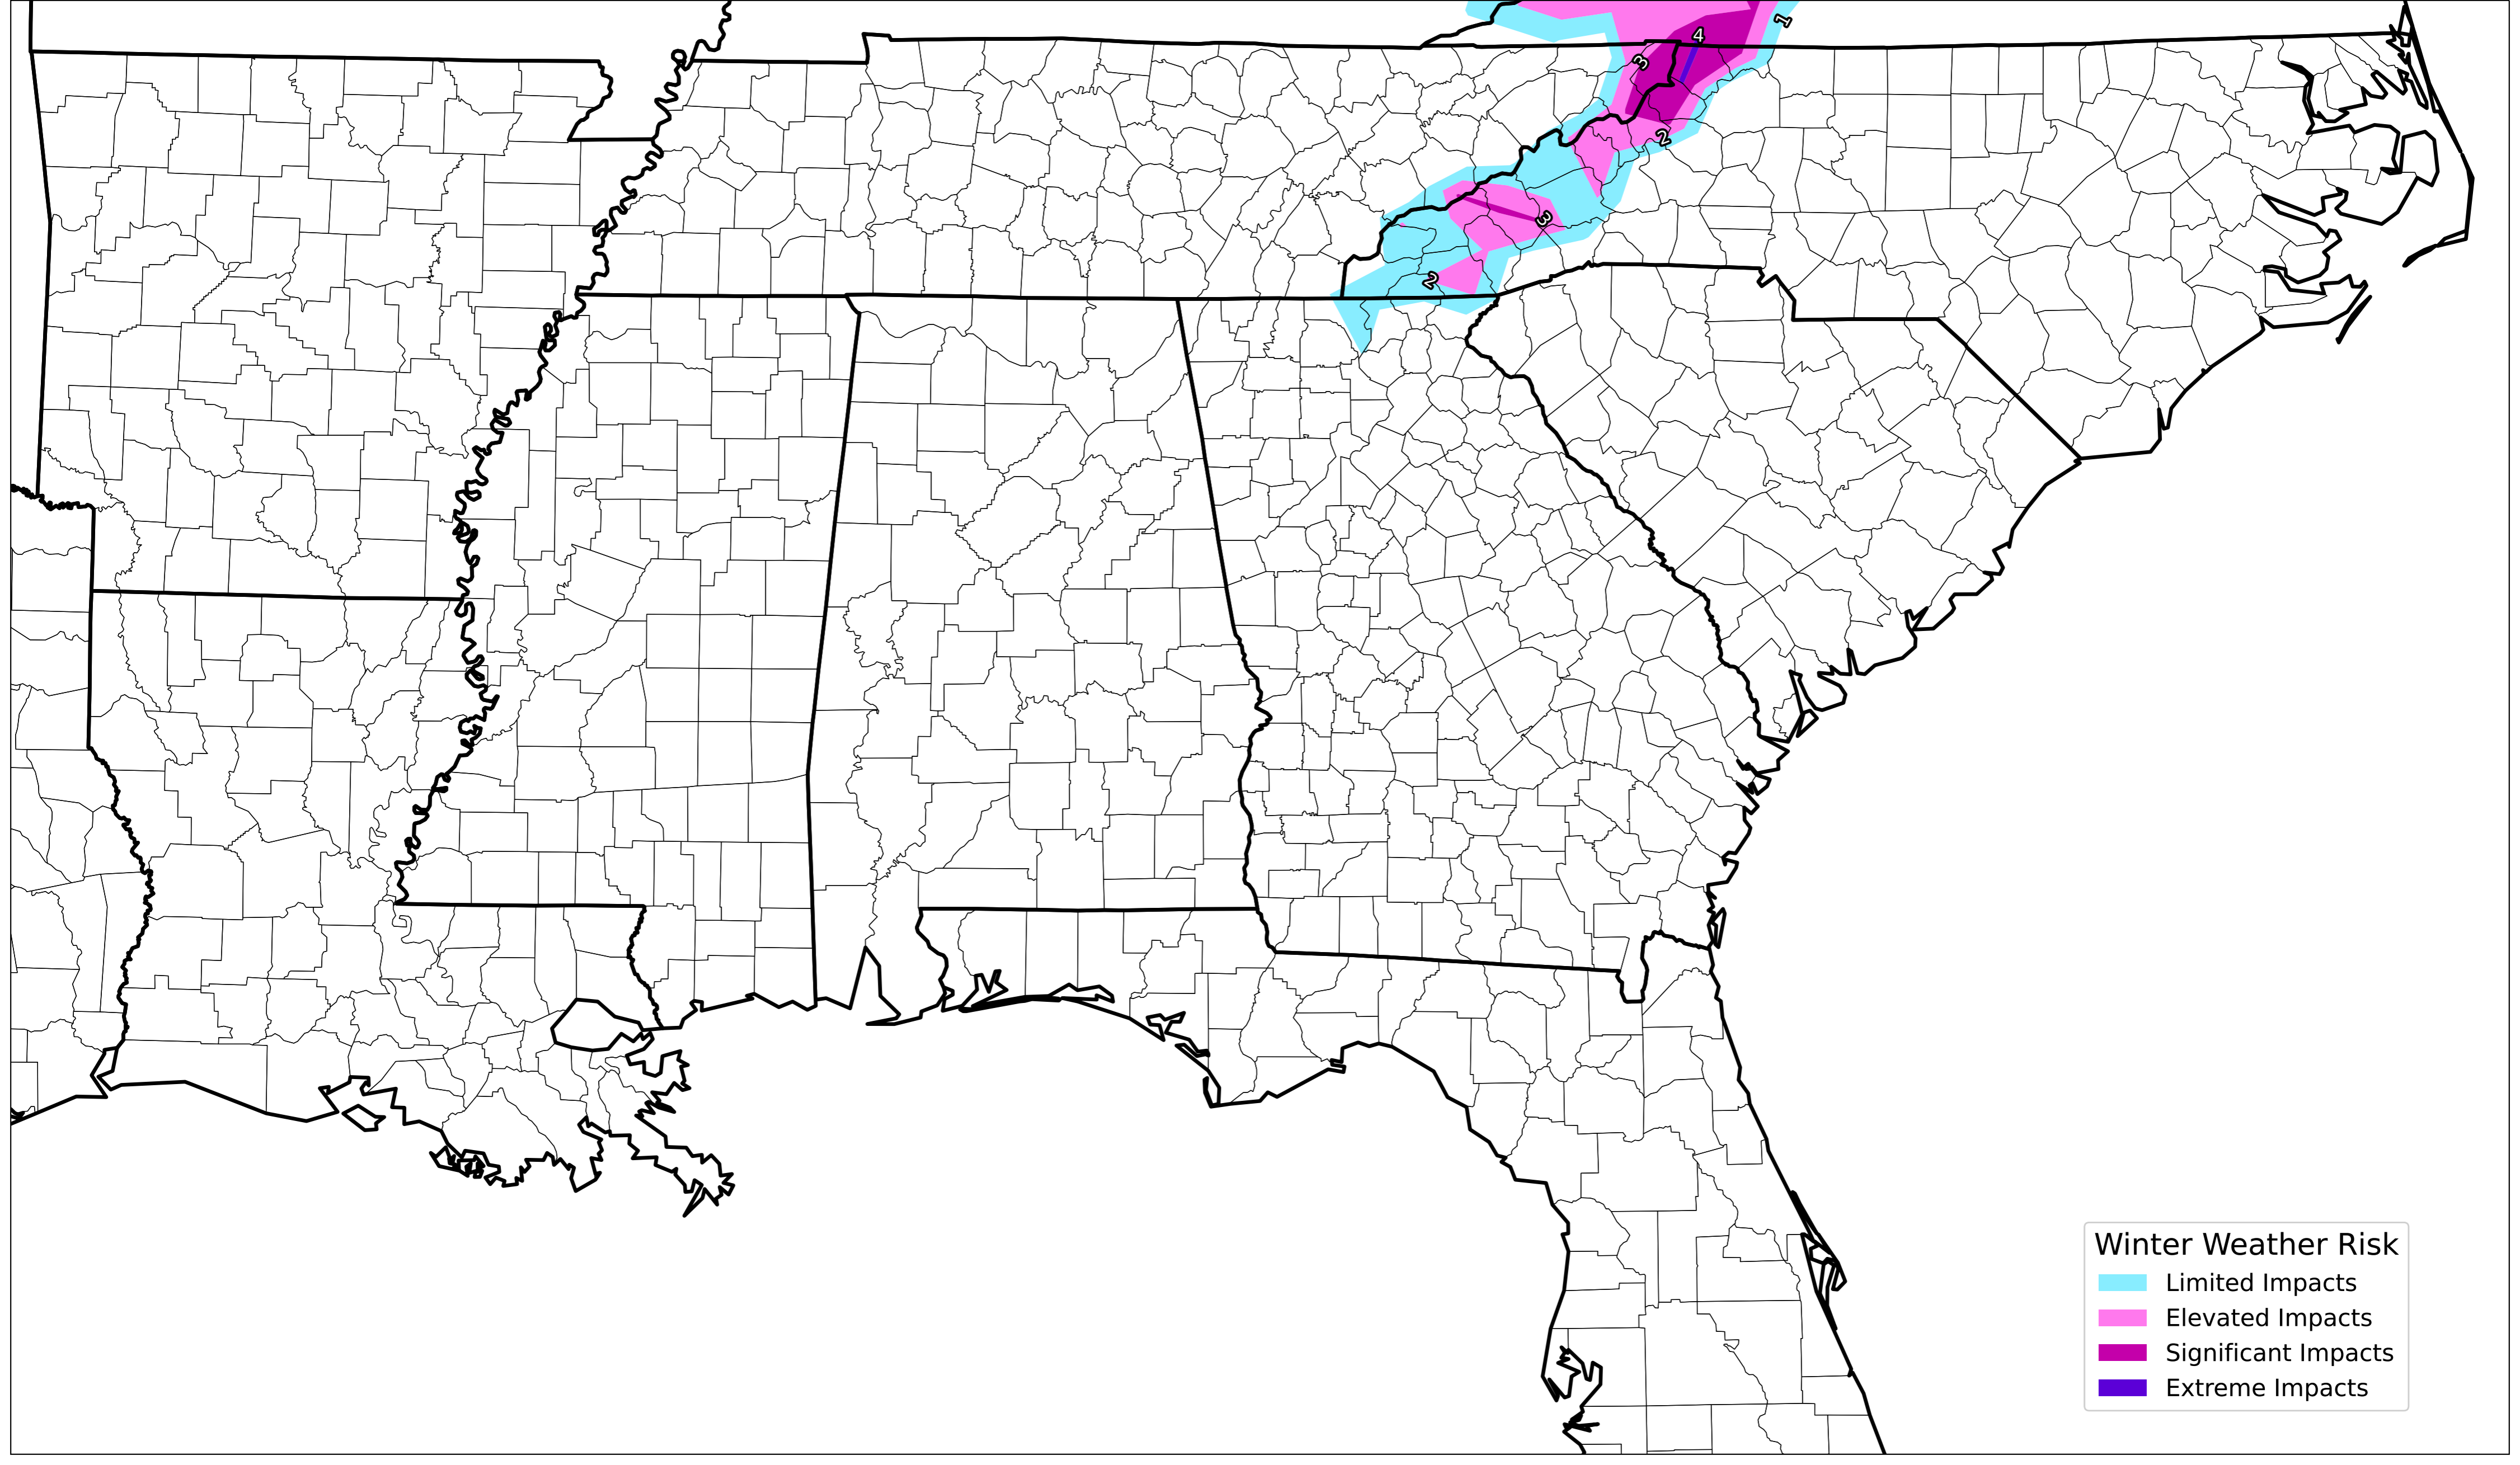 1
4
3
2
3
2
Winter Weather Risk
Limited Impacts
Elevated Impacts
Significant Impacts
Extreme Impacts